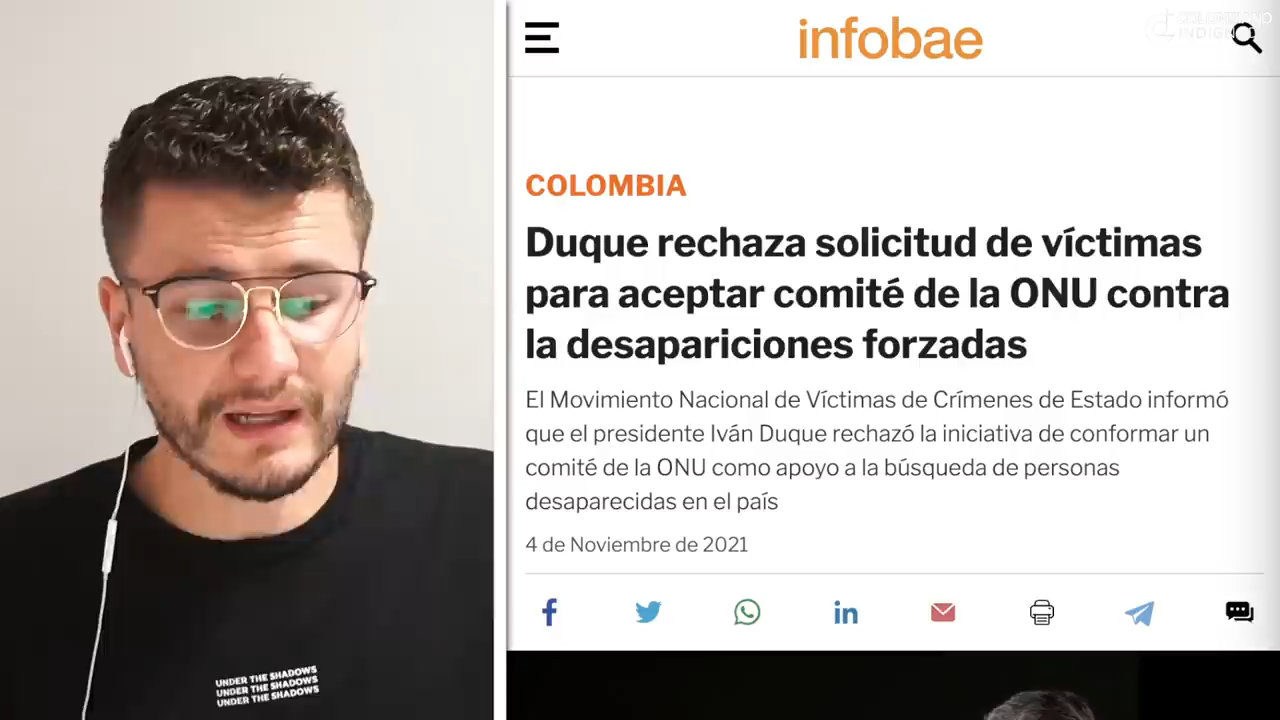 infobae
COLOMBIANO
INDIGNADO
COLOMBIA
Duque rechaza solicitud de víctimas
para aceptar comité de la ONU contra
la desapariciones forzadas
El Movimiento Nacional de Víctimas de Crímenes de Estado informó
que el presidente Iván Duque rechazó la iniciativa de conformar un
comité de la ONU como apoyo a la búsqueda de personas
desaparecidas en el país
4 de Noviembre de 2021
UNDER THE SHADOWS
UNDER THE SHADOWS
UNDER THE SHADOWS